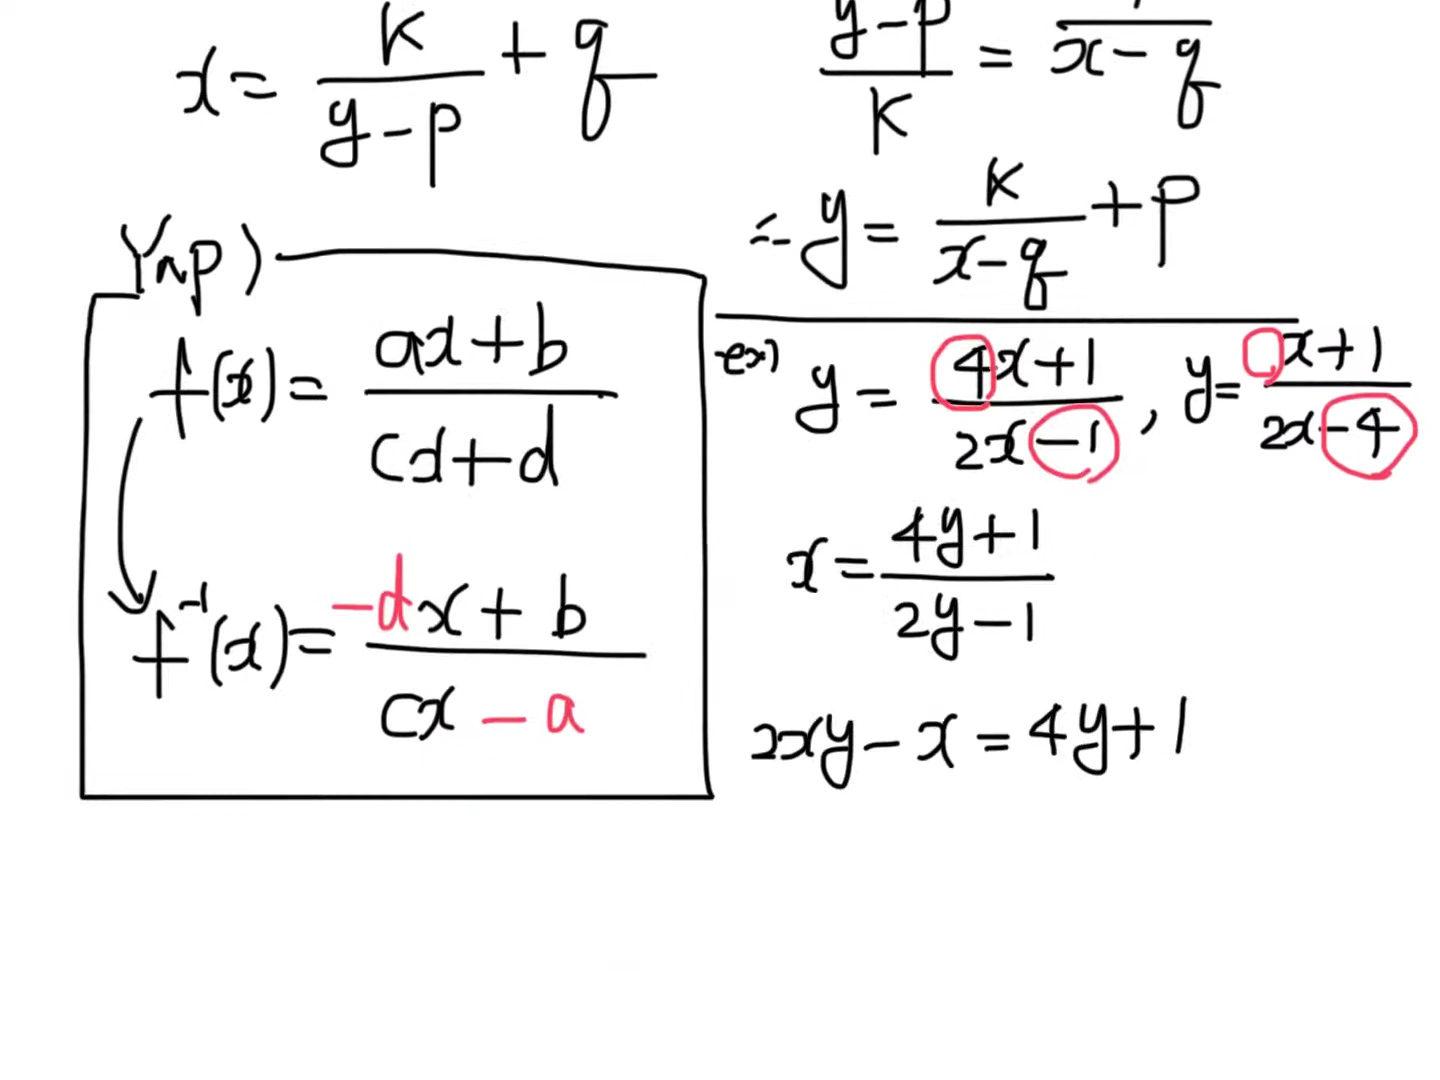 x = K/(y-p) + q
(y-p)/K = /(x-q)
∴ y = K/(x-q) + p
f(x) = (ax+b)/(cx+d)
f⁻¹(x) = (-dx+b)/(cx-a)
ex) y = (4x+1)/(2x-1), y = (x+1)/(2x-4)
x = (4y+1)/(2y-1)
2xy - x = 4y + 1